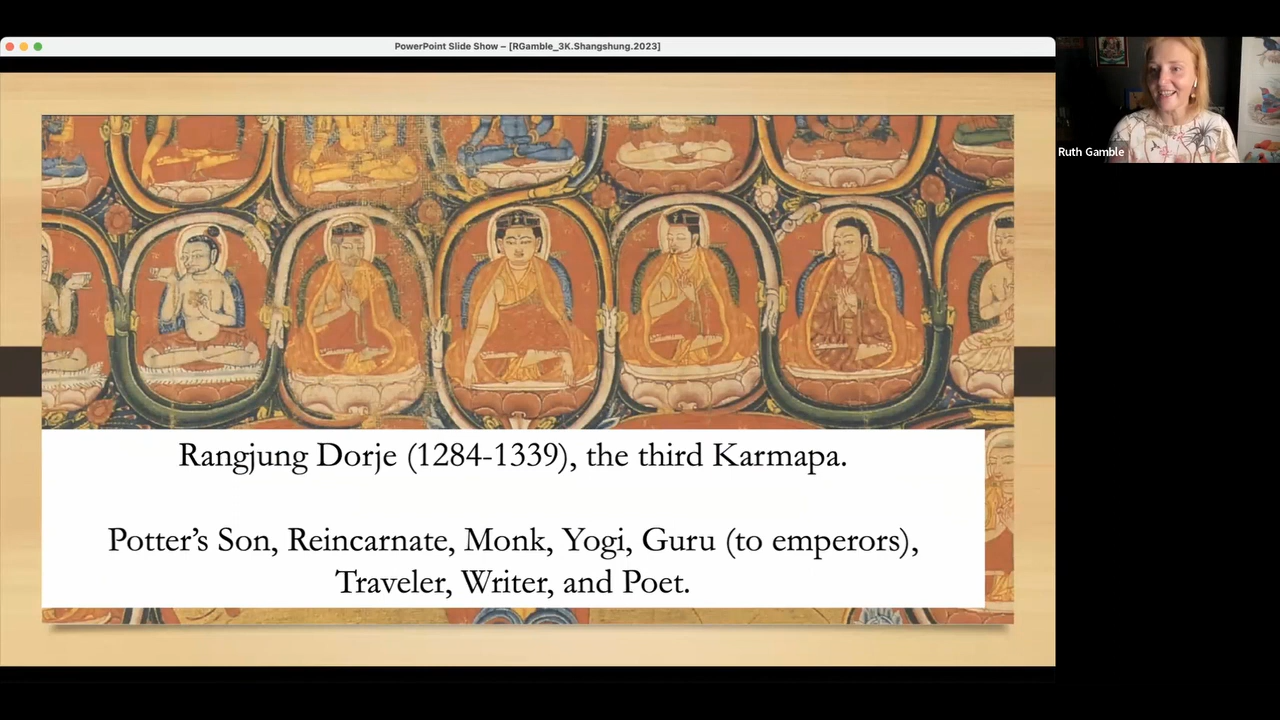 PowerPoint Slide Show – [RGamble_3K.Shangshung.2023]
Ruth Gamble
Rangjung Dorje (1284-1339), the third Karmapa.
Potter’s Son, Reincarnate, Monk, Yogi, Guru (to emperors),
Traveler, Writer, and Poet.